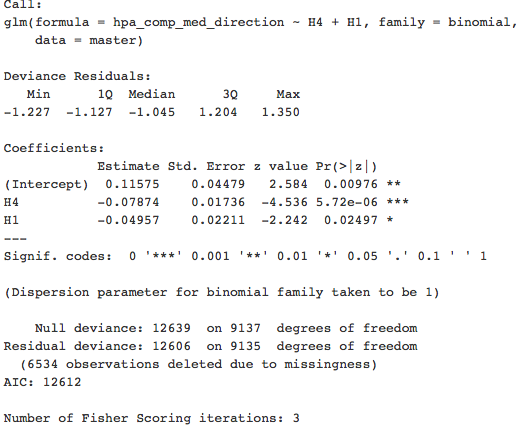 Call:
glm(formula = hpa_comp_med_direction ~ H4 + H1, family = binomial,
    data = master)
Deviance Residuals:
   Min      1Q  Median      3Q     Max
-1.227  -1.127  -1.045   1.204   1.350
Coefficients:
            Estimate Std. Error z value Pr(>|z|)
(Intercept)  0.11575    0.04479   2.584  0.00976 **
H4          -0.07874    0.01736  -4.536 5.72e-06 ***
H1          -0.04957    0.02211  -2.242  0.02497 *
---
Signif. codes:  0 '***' 0.001 '**' 0.01 '*' 0.05 '.' 0.1 ' ' 1
(Dispersion parameter for binomial family taken to be 1)
    Null deviance: 12639  on 9137  degrees of freedom
Residual deviance: 12606  on 9135  degrees of freedom
  (6534 observations deleted due to missingness)
AIC: 12612
Number of Fisher Scoring iterations: 3